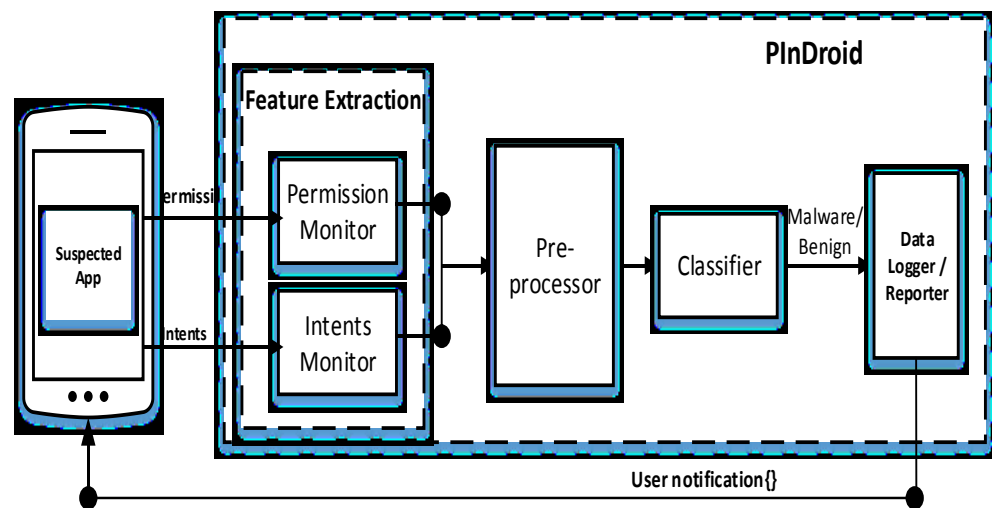 PInDroid
Feature Extraction
Suspected
App
ermissi
Intents
Permission
Monitor
Intents
Monitor
Pre-
processor
Classifier
Malware/
Benign
Data
Logger /
Reporter
User notification{}